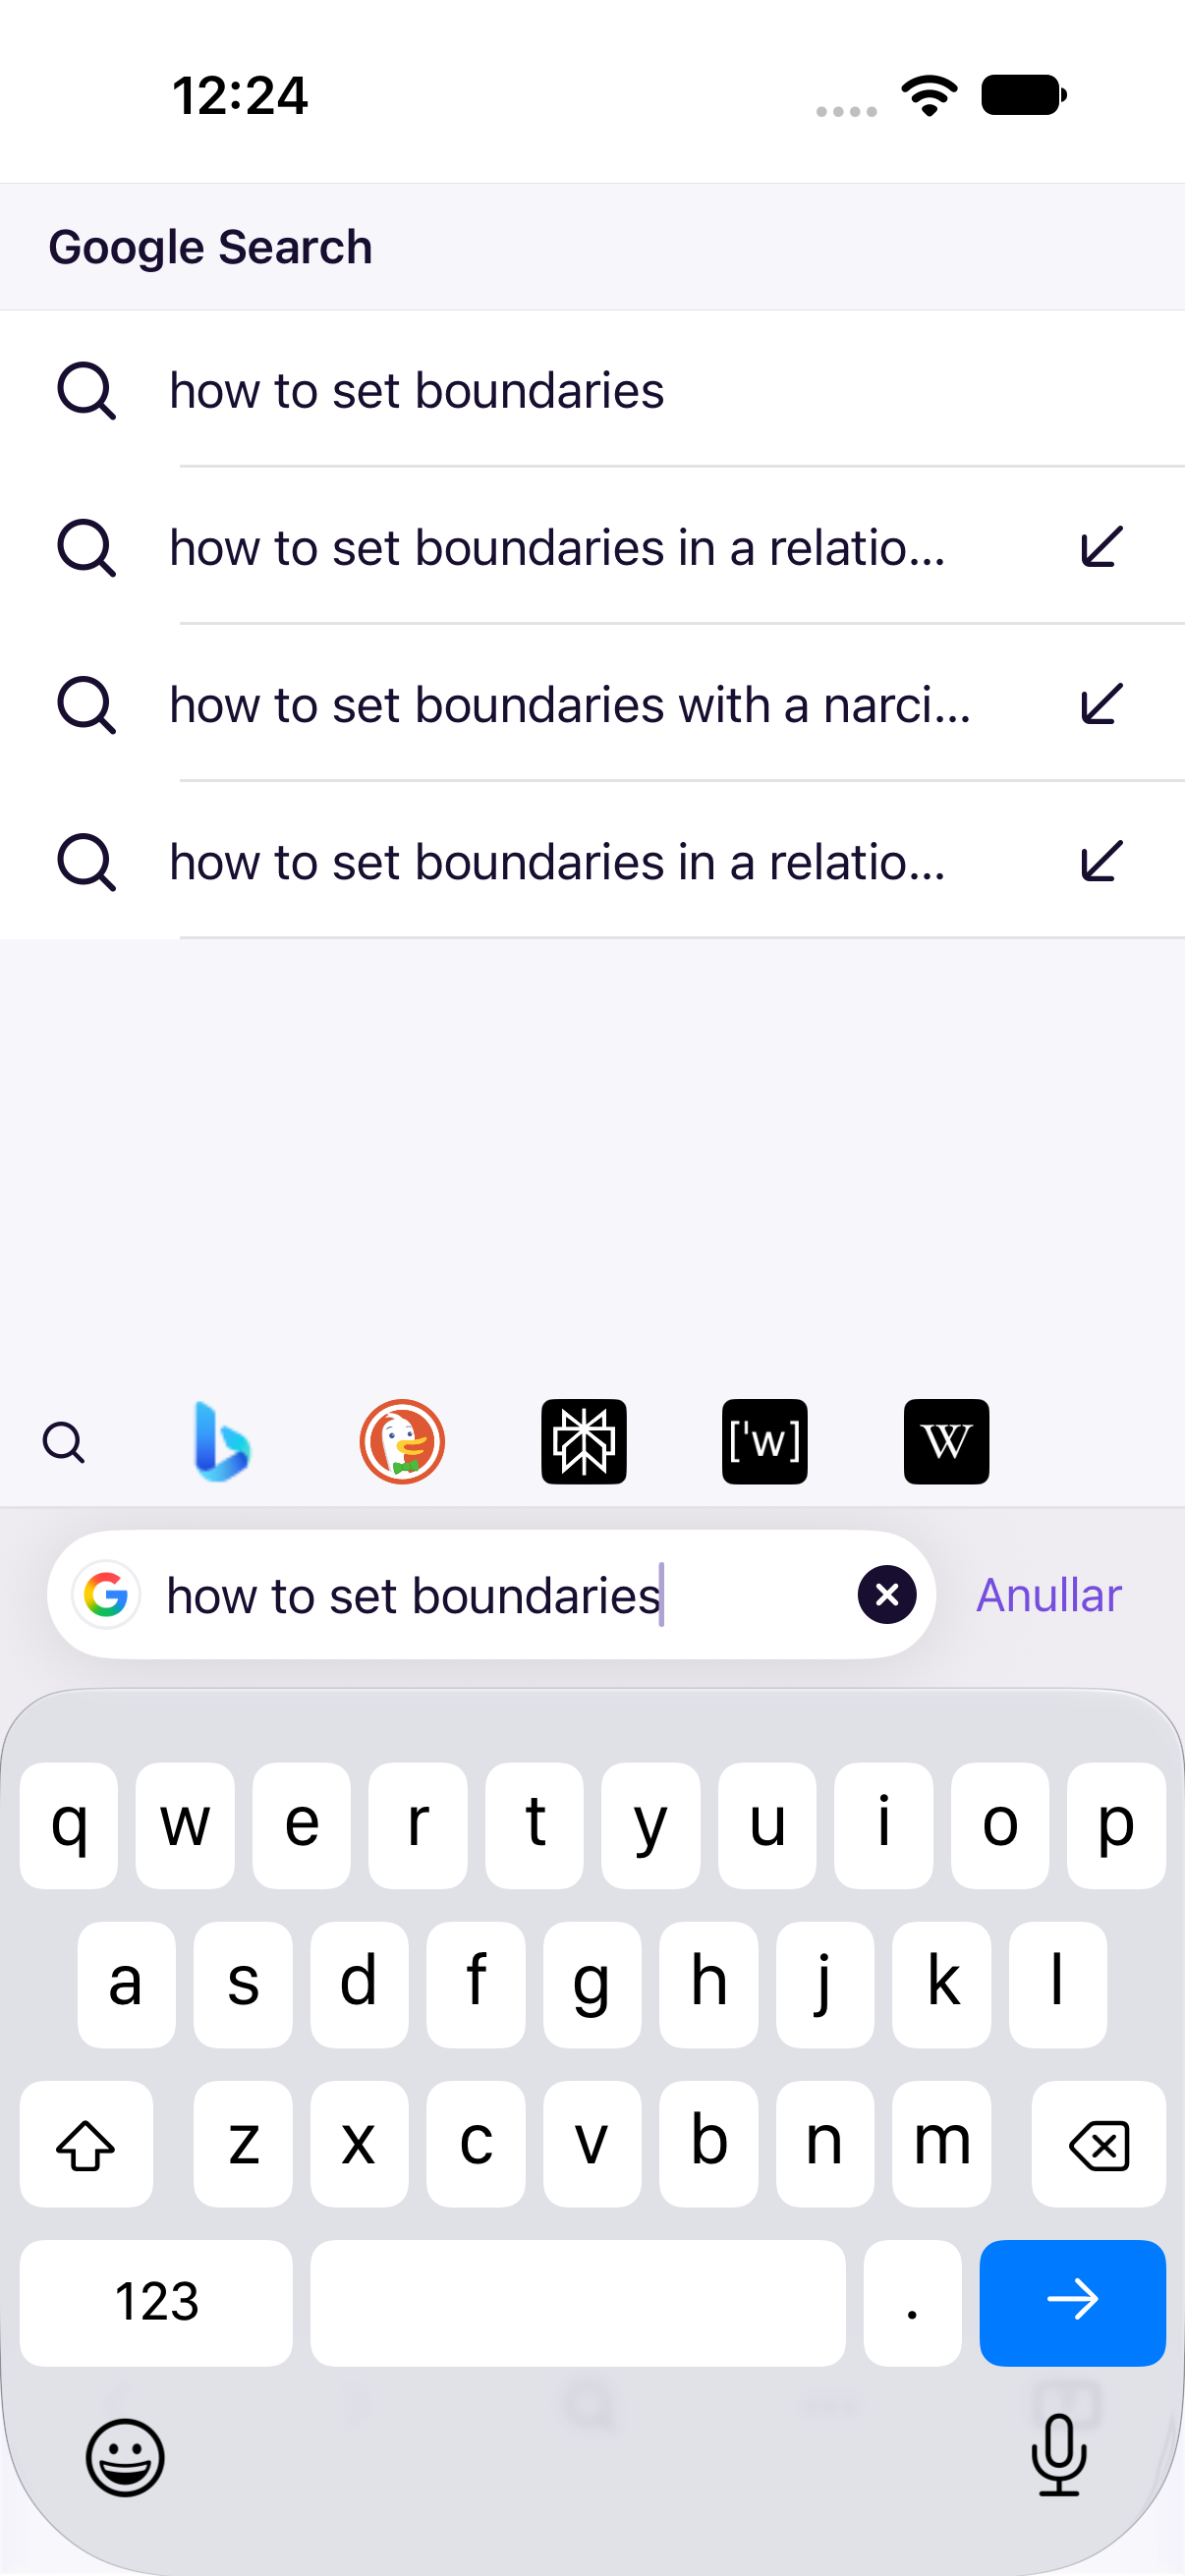 12:24
Google Search
how to set boundaries
how to set boundaries in a relatio...
how to set boundaries with a narci...
how to set boundaries in a relatio...
['w] W
how to set boundaries Anullar
q w e r t y u i o p
a s d f g h j k l
z x c v b n m
123 .